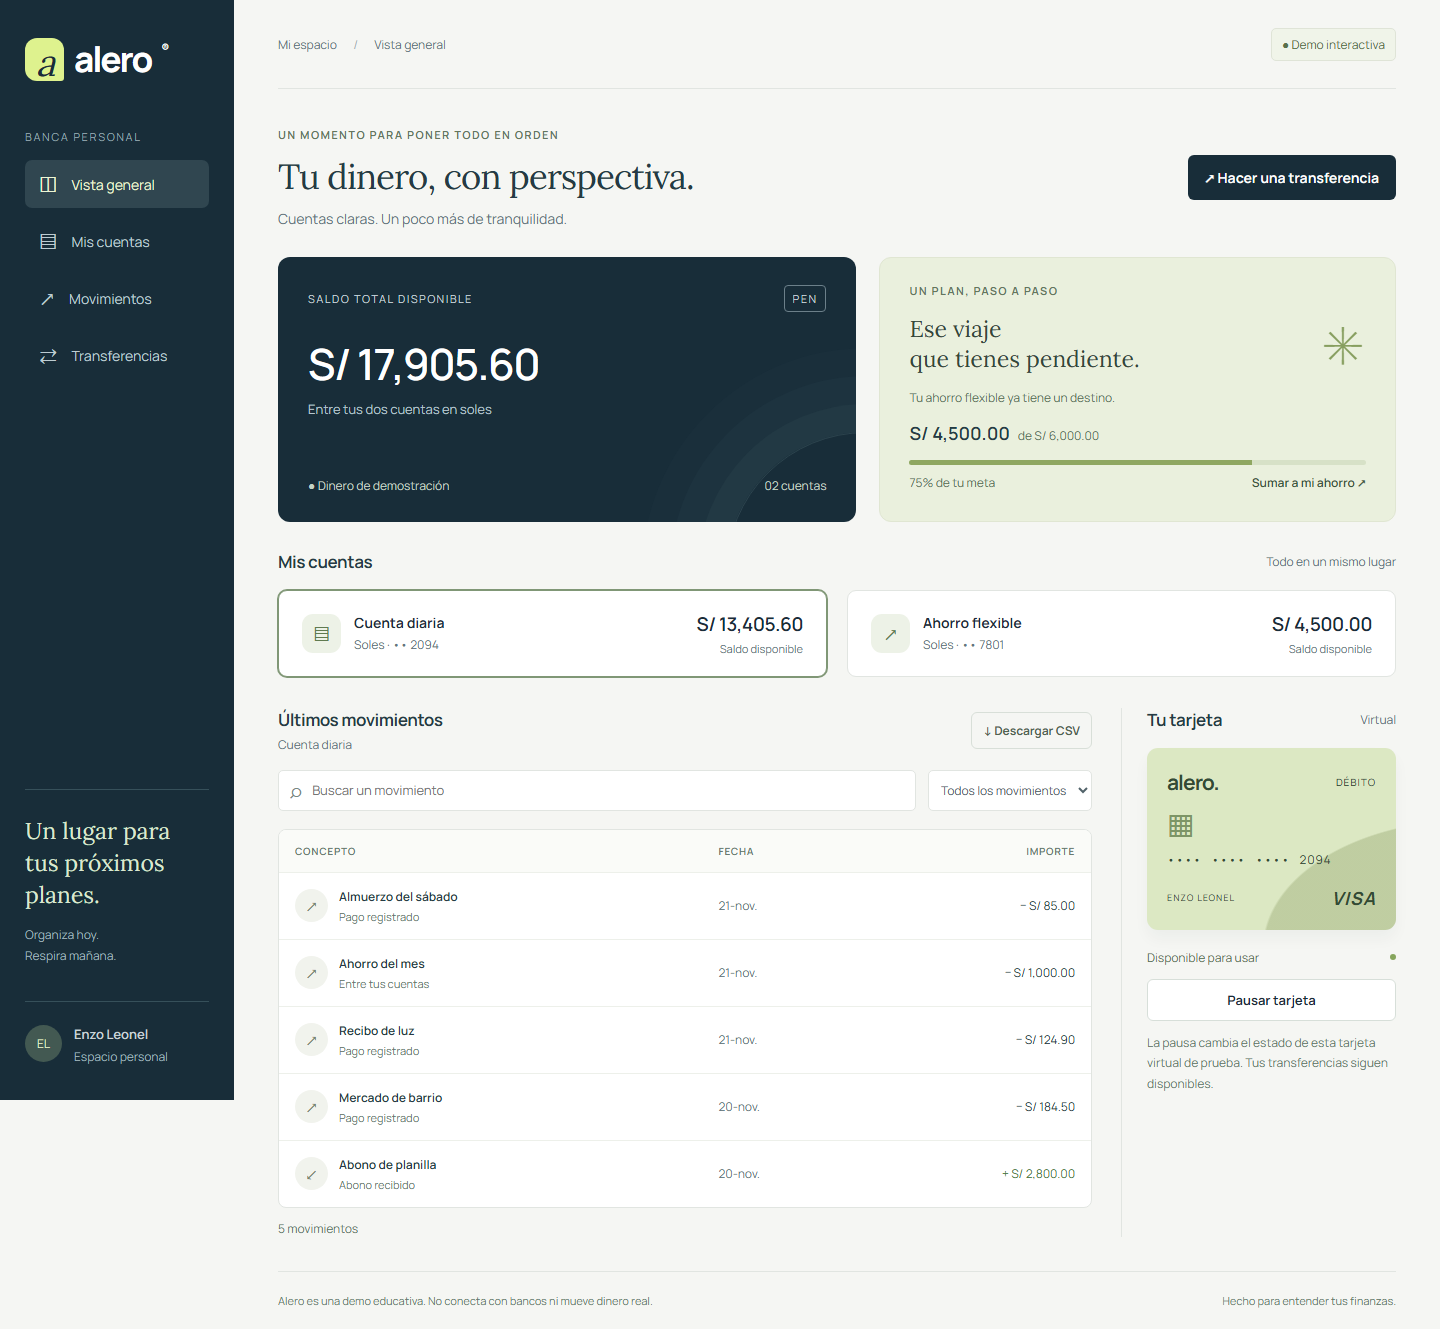 a alero ®
BANCA PERSONAL
Vista general
Mis cuentas
Movimientos
Transferencias
Un lugar para
tus próximos
planes.
Organiza hoy.
Respira mañana.
EL
Enzo Leonel
Espacio personal
Mi espacio / Vista general
● Demo interactiva
UN MOMENTO PARA PONER TODO EN ORDEN
Tu dinero, con perspectiva.
Cuentas claras. Un poco más de tranquilidad.
↗ Hacer una transferencia
SALDO TOTAL DISPONIBLE
PEN
S/ 17,905.60
Entre tus dos cuentas en soles
● Dinero de demostración
02 cuentas
UN PLAN, PASO A PASO
Ese viaje
que tienes pendiente.
Tu ahorro flexible ya tiene un destino.
S/ 4,500.00 de S/ 6,000.00
75% de tu meta
Sumar a mi ahorro ↗
Mis cuentas
Todo en un mismo lugar
Cuenta diaria
Soles · •• 2094
S/ 13,405.60
Saldo disponible
Ahorro flexible
Soles · •• 7801
S/ 4,500.00
Saldo disponible
Últimos movimientos
Cuenta diaria
↓ Descargar CSV
Buscar un movimiento
Todos los movimientos
CONCEPTO FECHA IMPORTE
Almuerzo del sábado
Pago registrado
21-nov.
− S/ 85.00
Ahorro del mes
Entre tus cuentas
21-nov.
− S/ 1,000.00
Recibo de luz
Pago registrado
21-nov.
− S/ 124.90
Mercado de barrio
Pago registrado
20-nov.
− S/ 184.50
Abono de planilla
Abono recibido
20-nov.
+ S/ 2,800.00
5 movimientos
Tu tarjeta
Virtual
alero.
DÉBITO
•••• •••• •••• 2094
ENZO LEONEL
VISA
Disponible para usar
Pausar tarjeta
La pausa cambia el estado de esta tarjeta
virtual de prueba. Tus transferencias siguen
disponibles.
Alero es una demo educativa. No conecta con bancos ni mueve dinero real.
Hecho para entender tus finanzas.